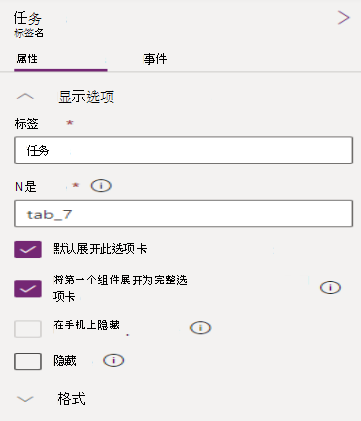 任务
标签名
属性 事件
显示选项
标签 *
任务
N是 *
tab_7
默认展开此选项卡
将第一个组件展开为完整选
项卡
在手机上隐藏
隐藏
格式